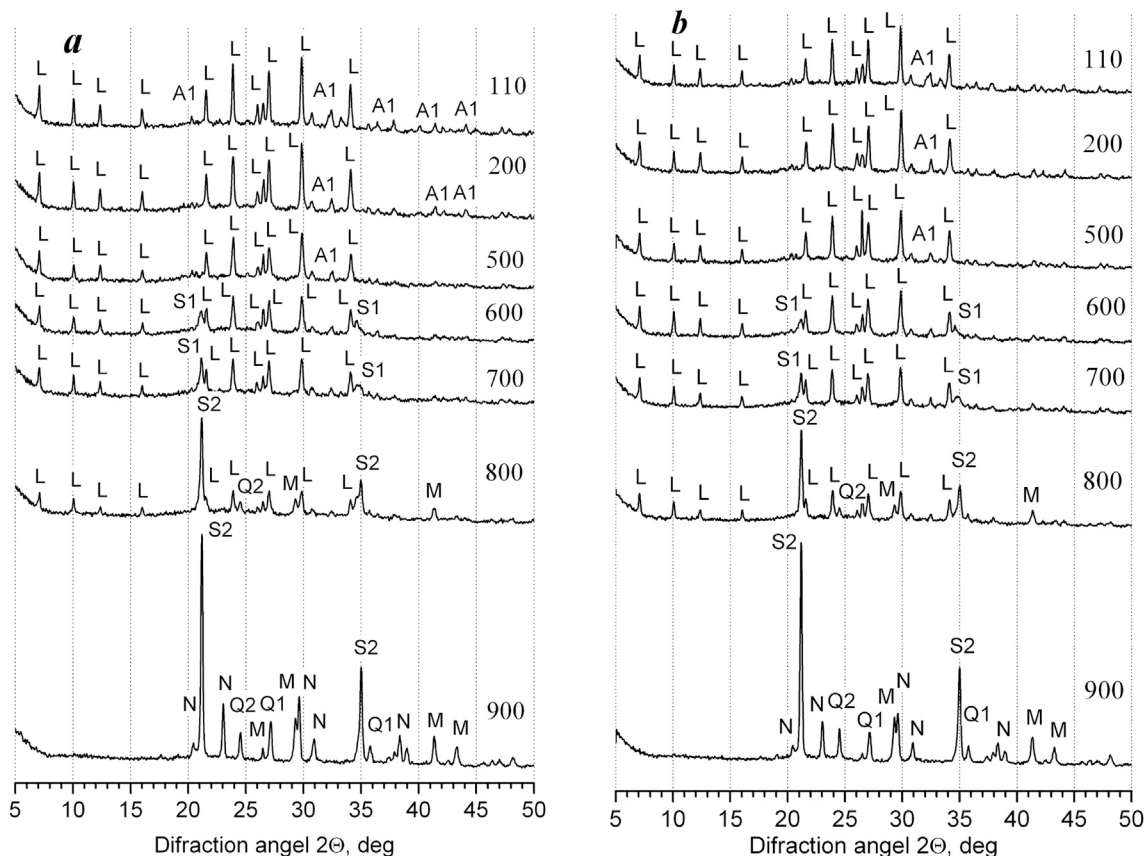 a
L L L L A1 L L L L L A1 L A1 A1 A1 110
L L L L L L L L L A1 L A1 A1 200
L L L L L L L L L A1 L 500
L L L L S1 L L L L L L S1 600
L L L L S1 L L L L L L S1 700
L L L L S2 L L Q2 L M L L S2 M 800
N S2 N Q2 M Q1 M N N S2 Q1 N M M 900
5 10 15 20 25 30 35 40 45 50
Difraction angel 2Θ, deg
b
L L L L L L L L L A1 L 110
L L L L L L L L L A1 L 200
L L L L L L L L L A1 L 500
L L L L S1 L L L L L L S1 600
L L L L S1 L L L L L L S1 700
L L L L S2 L L Q2 L M L L S2 M 800
N S2 N Q2 Q1 M N N S2 Q1 N M M 900
5 10 15 20 25 30 35 40 45 50
Difraction angel 2Θ, deg